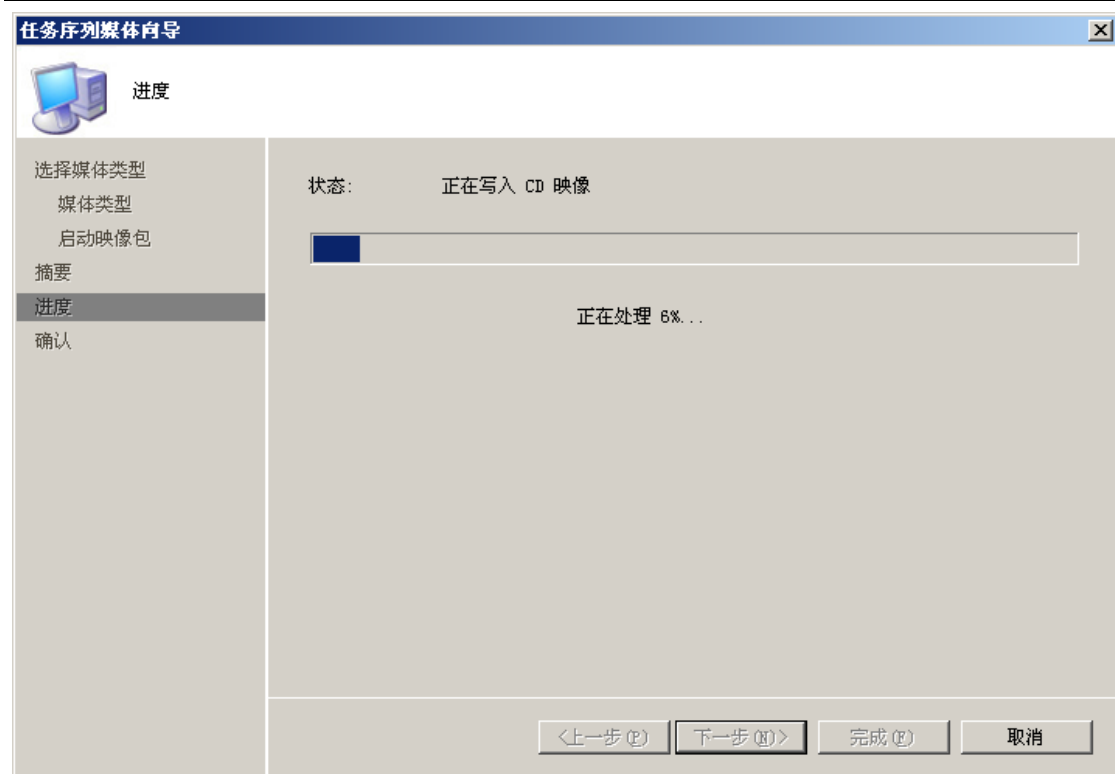 任务序列媒体向导
进度
选择媒体类型
媒体类型
启动映像包
摘要
进度
确认
状态: 正在写入 CD 映像
正在处理 6%...
<上一步(P) 下一步(N)> 完成(F) 取消